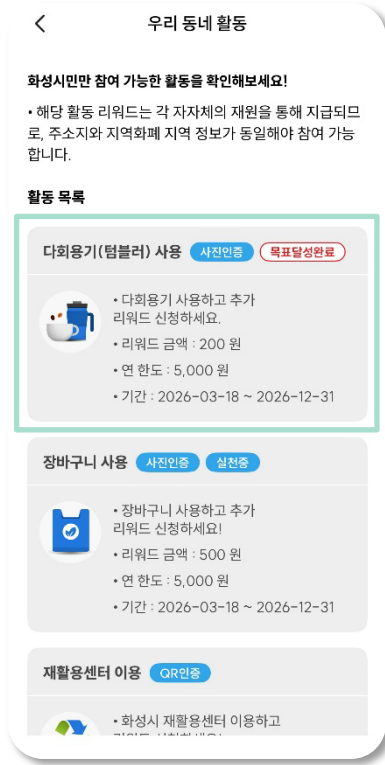 우리 동네 활동
화성시민만 참여 가능한 활동을 확인해보세요!
• 해당 활동 리워드는 각 자자체의 재원을 통해 지급되므
로, 주소지와 지역화폐 지역 정보가 동일해야 참여 가능
합니다.
활동 목록
다회용기(텀블러) 사용 사진인증 목표달성완료
• 다회용기 사용하고 추가
리워드 신청하세요.
• 리워드 금액 : 200 원
• 연 한도 : 5,000 원
• 기간 : 2026-03-18 ~ 2026-12-31
장바구니 사용 사진인증 실천중
• 장바구니 사용하고 추가
리워드 신청하세요!
• 리워드 금액 : 500 원
• 연 한도 : 5,000 원
• 기간 : 2026-03-18 ~ 2026-12-31
재활용센터 이용 QR인증
• 화성시 재활용센터 이용하고